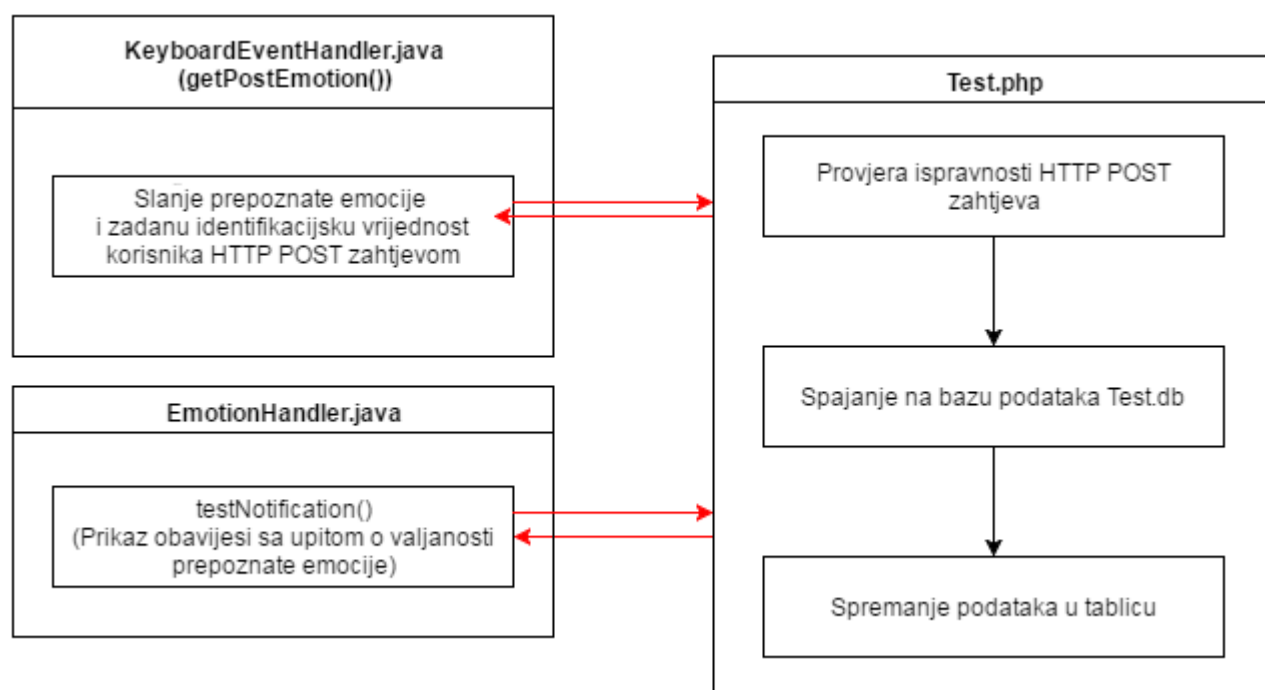 KeyboardEventHandler.java
(getPostEmotion())
Slanje prepoznate emocije
i zadanu identifikacijsku vrijednost
korisnika HTTP POST zahtjevom
EmotionHandler.java
testNotification()
(Prikaz obavijesi sa upitom o valjanosti
prepoznate emocije)
Test.php
Provjera ispravnosti HTTP POST
zahtjeva
Spajanje na bazu podataka Test.db
Spremanje podataka u tablicu